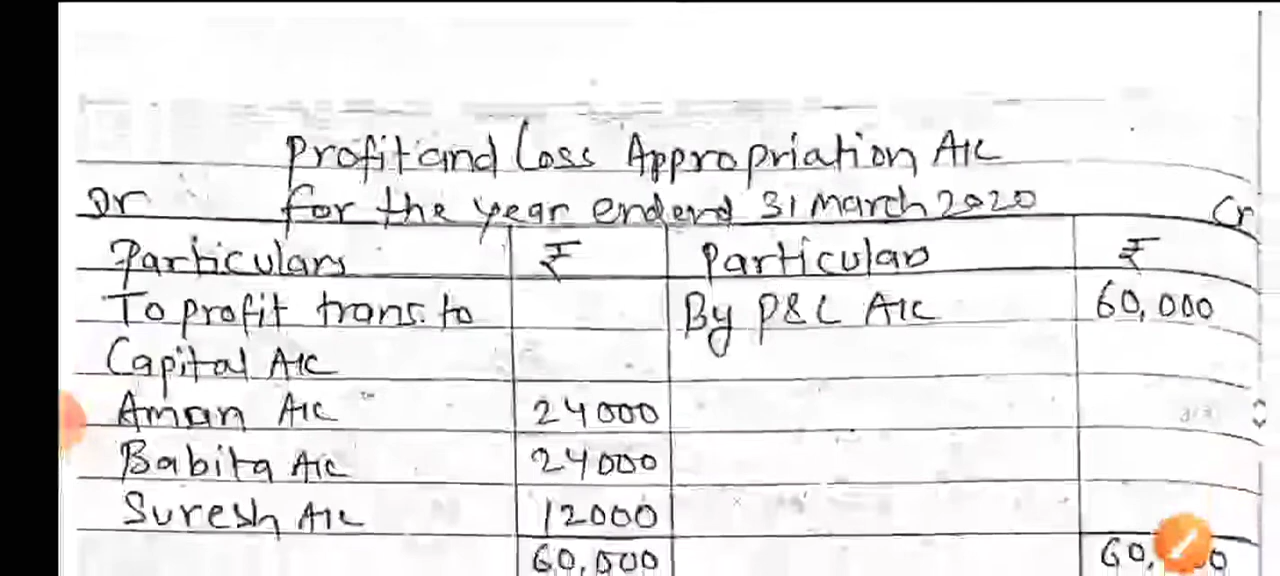 Profit and Loss Appropriation A/C
Dr for the year endend 31 March 2020 Cr
Particulars ₹ Particulars ₹
To profit trans. to By P&L A/C 60,000
Capital A/C
Aman A/C 24000
Babita A/C 24000
Suresh A/C 12000
60,000